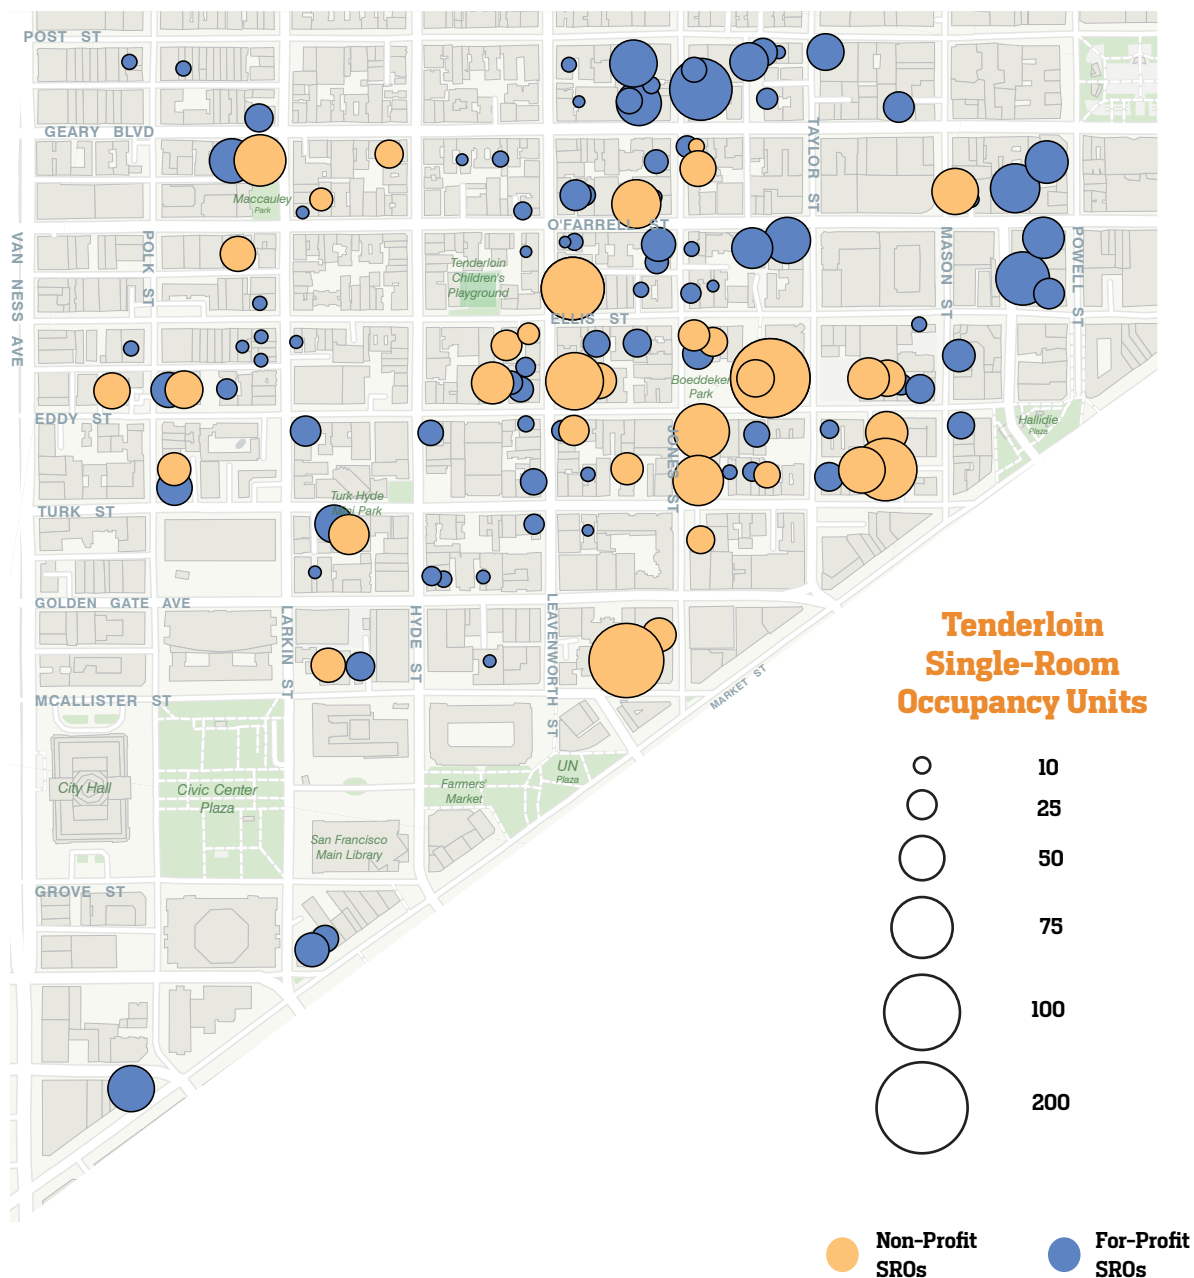 POST ST
GEARY BLVD
TAYLOR ST
Maccauley
Park
O'FARRELL ST
VAN NESS AVE
POLK ST
Tenderloin
Children's
Playground
MASON ST
POWELL ST
ELLIS ST
Boeddeker
Park
EDDY ST
JONES ST
Hallidie
Plaza
Turk Hyde
Mini Park
TURK ST
GOLDEN GATE AVE
LARKIN ST
HYDE ST
LEAVENWORTH ST
MARKET ST
MCALLISTER ST
Tenderloin
Single-Room
Occupancy Units
City Hall
Civic Center
Plaza
Farmers'
Market
UN
Plaza
San Francisco
Main Library
GROVE ST
10
25
50
75
100
200
Non-Profit
SROs
For-Profit
SROs